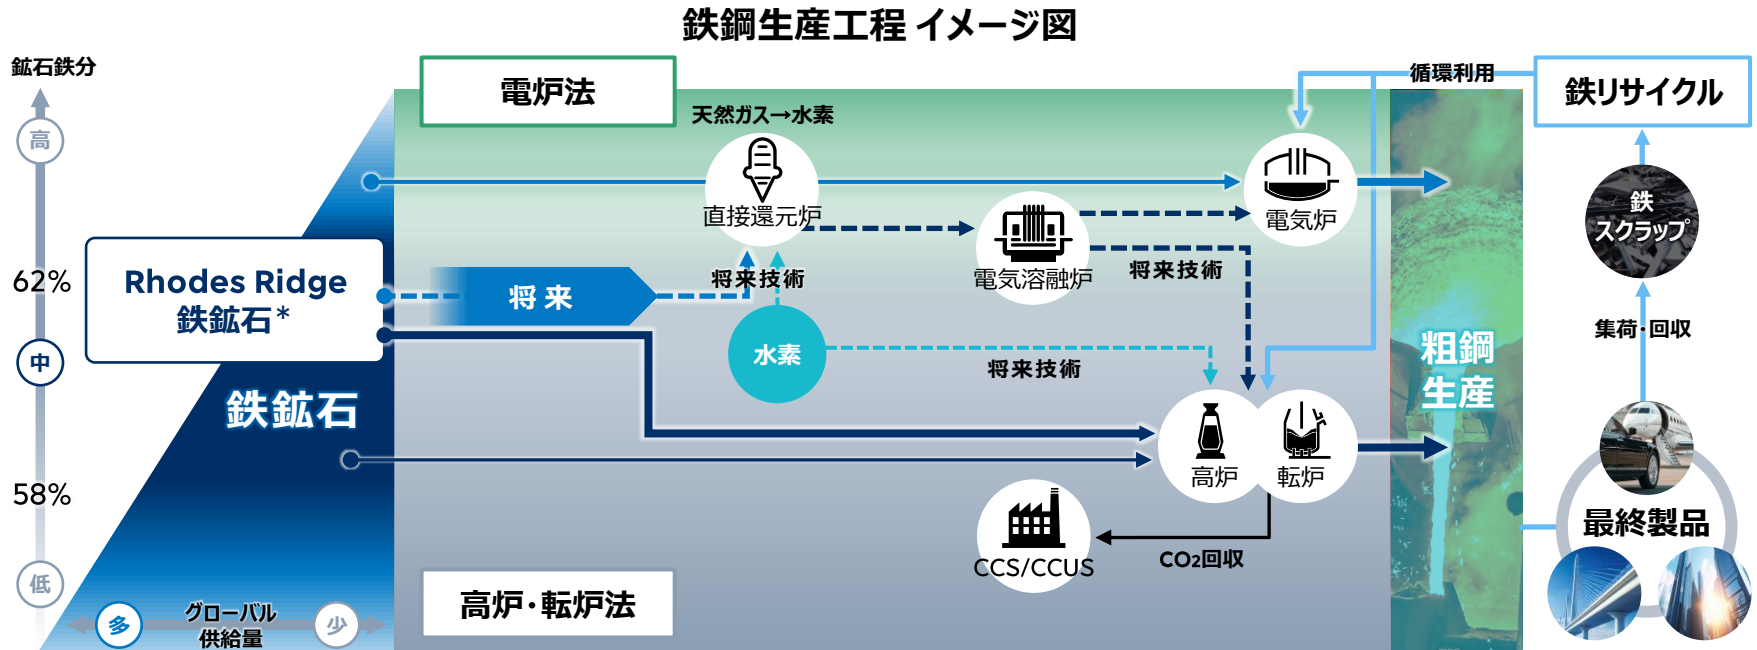 鉄鋼生産工程 イメージ図
鉱石鉄分
高
62%
中
58%
低
電炉法
天然ガス→水素
循環利用
鉄リサイクル
直接還元炉
電気溶融炉
電気炉
鉄
スクラップ
Rhodes Ridge
鉄鉱石*
将来
将来技術
将来技術
水素
将来技術
集荷・回収
鉄鉱石
粗鋼
生産
高炉
転炉
CCS/CCUS
CO2回収
最終製品
高炉・転炉法
多
グローバル
供給量
少